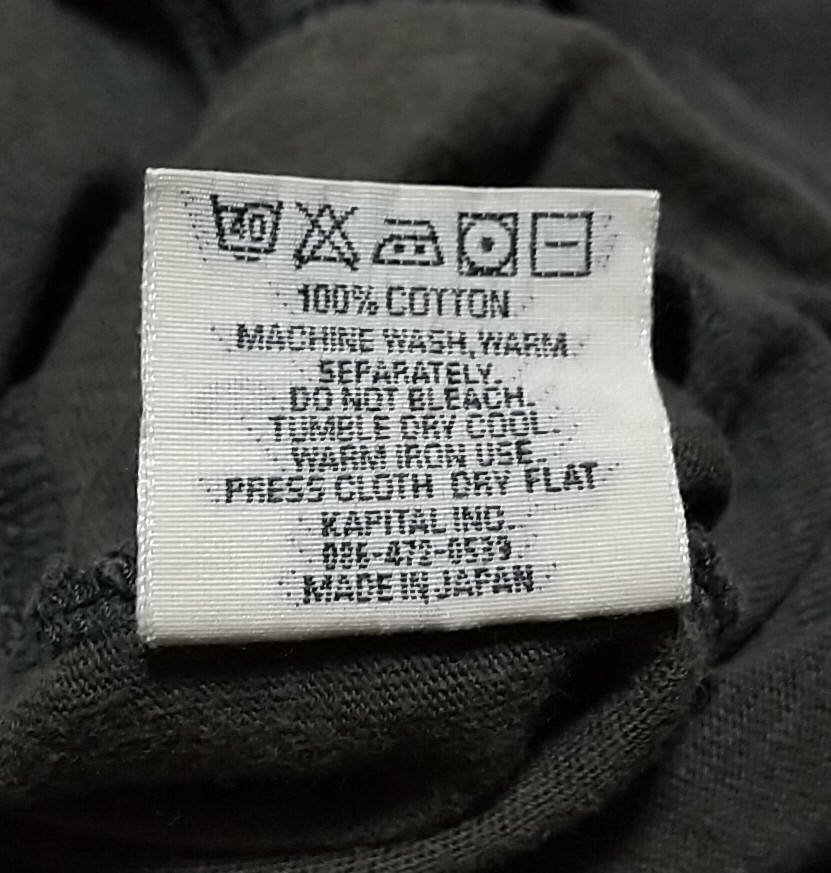 40
100% COTTON
MACHINE WASH, WARM
SEPARATELY.
DO NOT BLEACH.
TUMBLE DRY COOL.
WARM IRON USE.
PRESS CLOTH DRY FLAT
KAPITAL INC.
086-472-0539
MADE IN JAPAN